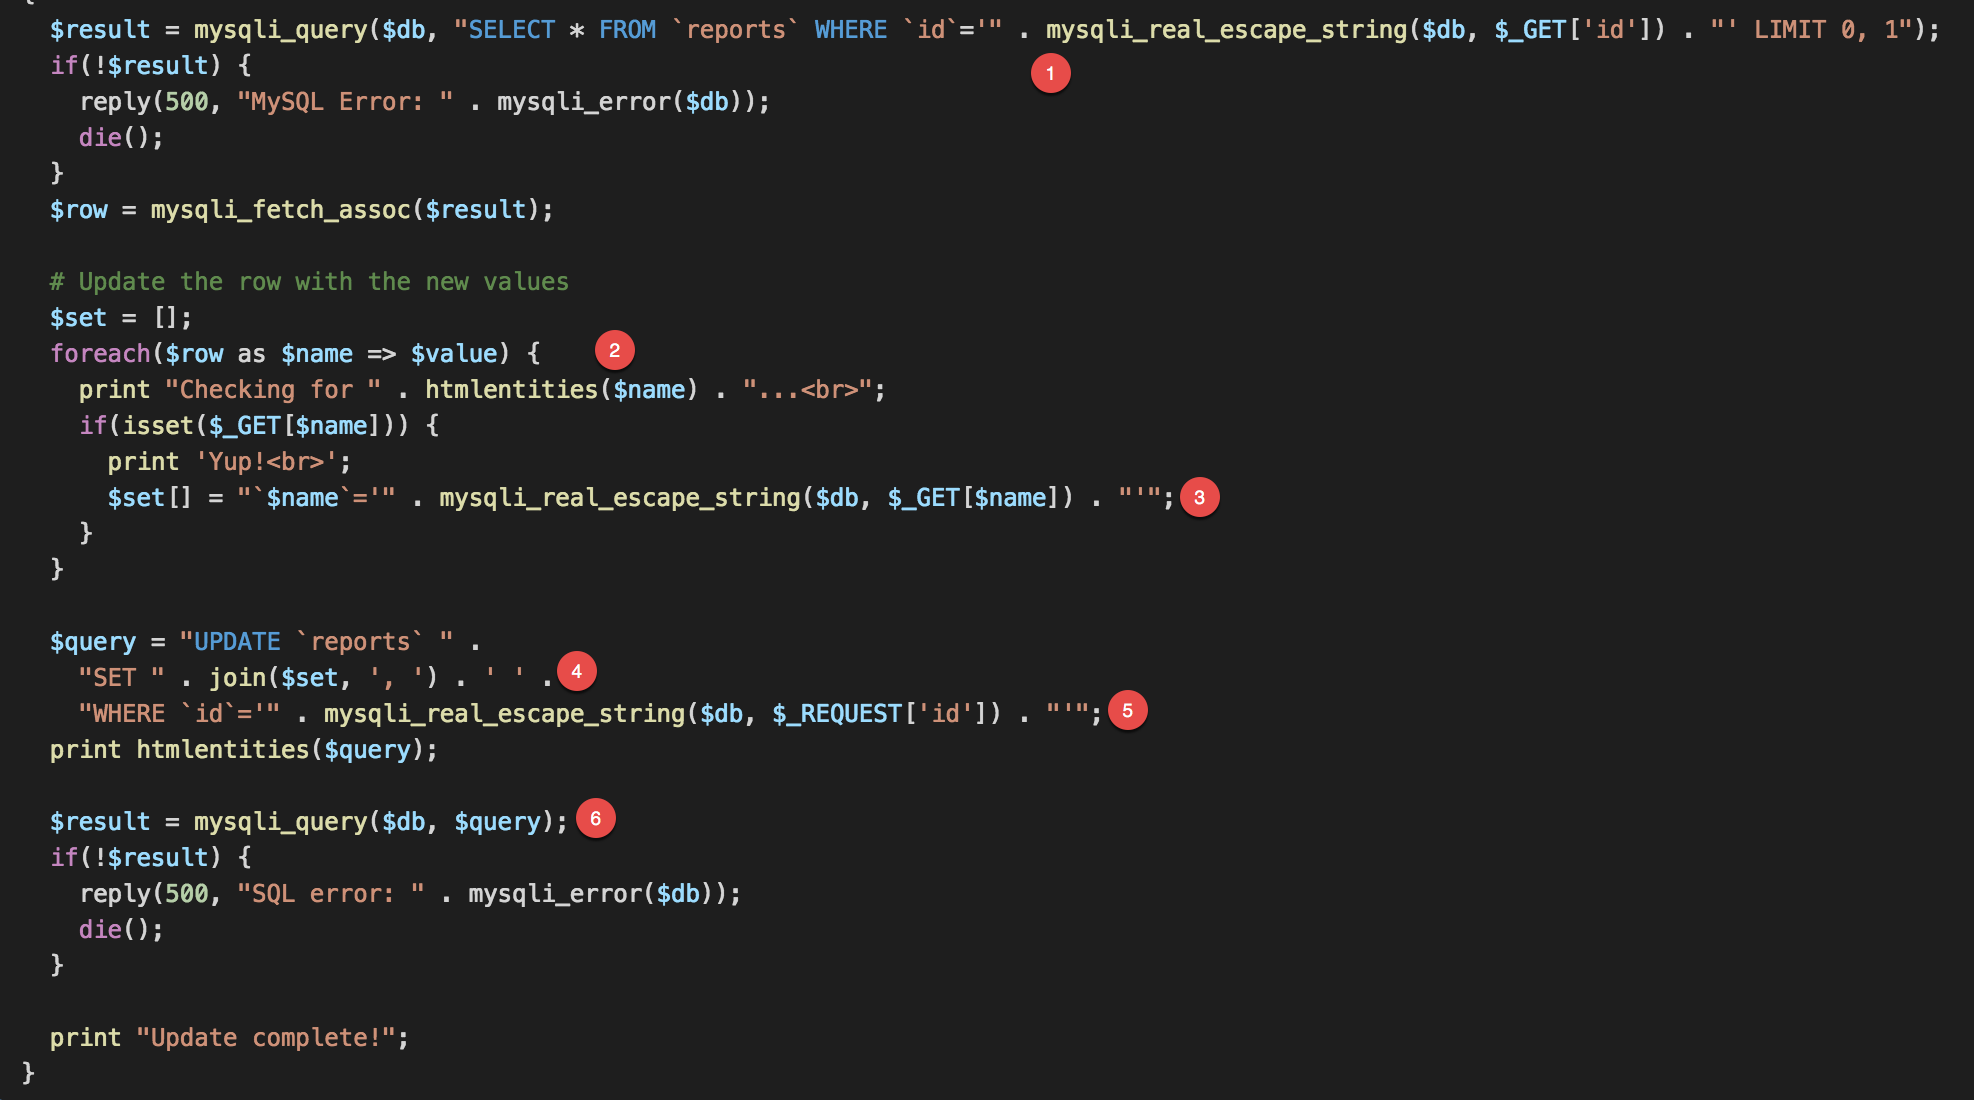 {
  $result = mysqli_query($db, "SELECT * FROM `reports` WHERE `id`='" . mysqli_real_escape_string($db, $_GET['id']) . "' LIMIT 0, 1");
  if(!$result) {
1
    reply(500, "MySQL Error: " . mysqli_error($db));
    die();
  }
  $row = mysqli_fetch_assoc($result);

  # Update the row with the new values
  $set = [];
  foreach($row as $name => $value) { 2
    print "Checking for " . htmlentities($name) . "...<br>";
    if(isset($_GET[$name])) {
      print 'Yup!<br>';
      $set[] = "`$name`='" . mysqli_real_escape_string($db, $_GET[$name]) . "'"; 3
    }
  }

  $query = "UPDATE `reports` " .
    "SET " . join($set, ', ') . ' ' . 4
    "WHERE `id`='" . mysqli_real_escape_string($db, $_REQUEST['id']) . "'"; 5
  print htmlentities($query);

  $result = mysqli_query($db, $query); 6
  if(!$result) {
    reply(500, "SQL error: " . mysqli_error($db));
    die();
  }

  print "Update complete!";
}